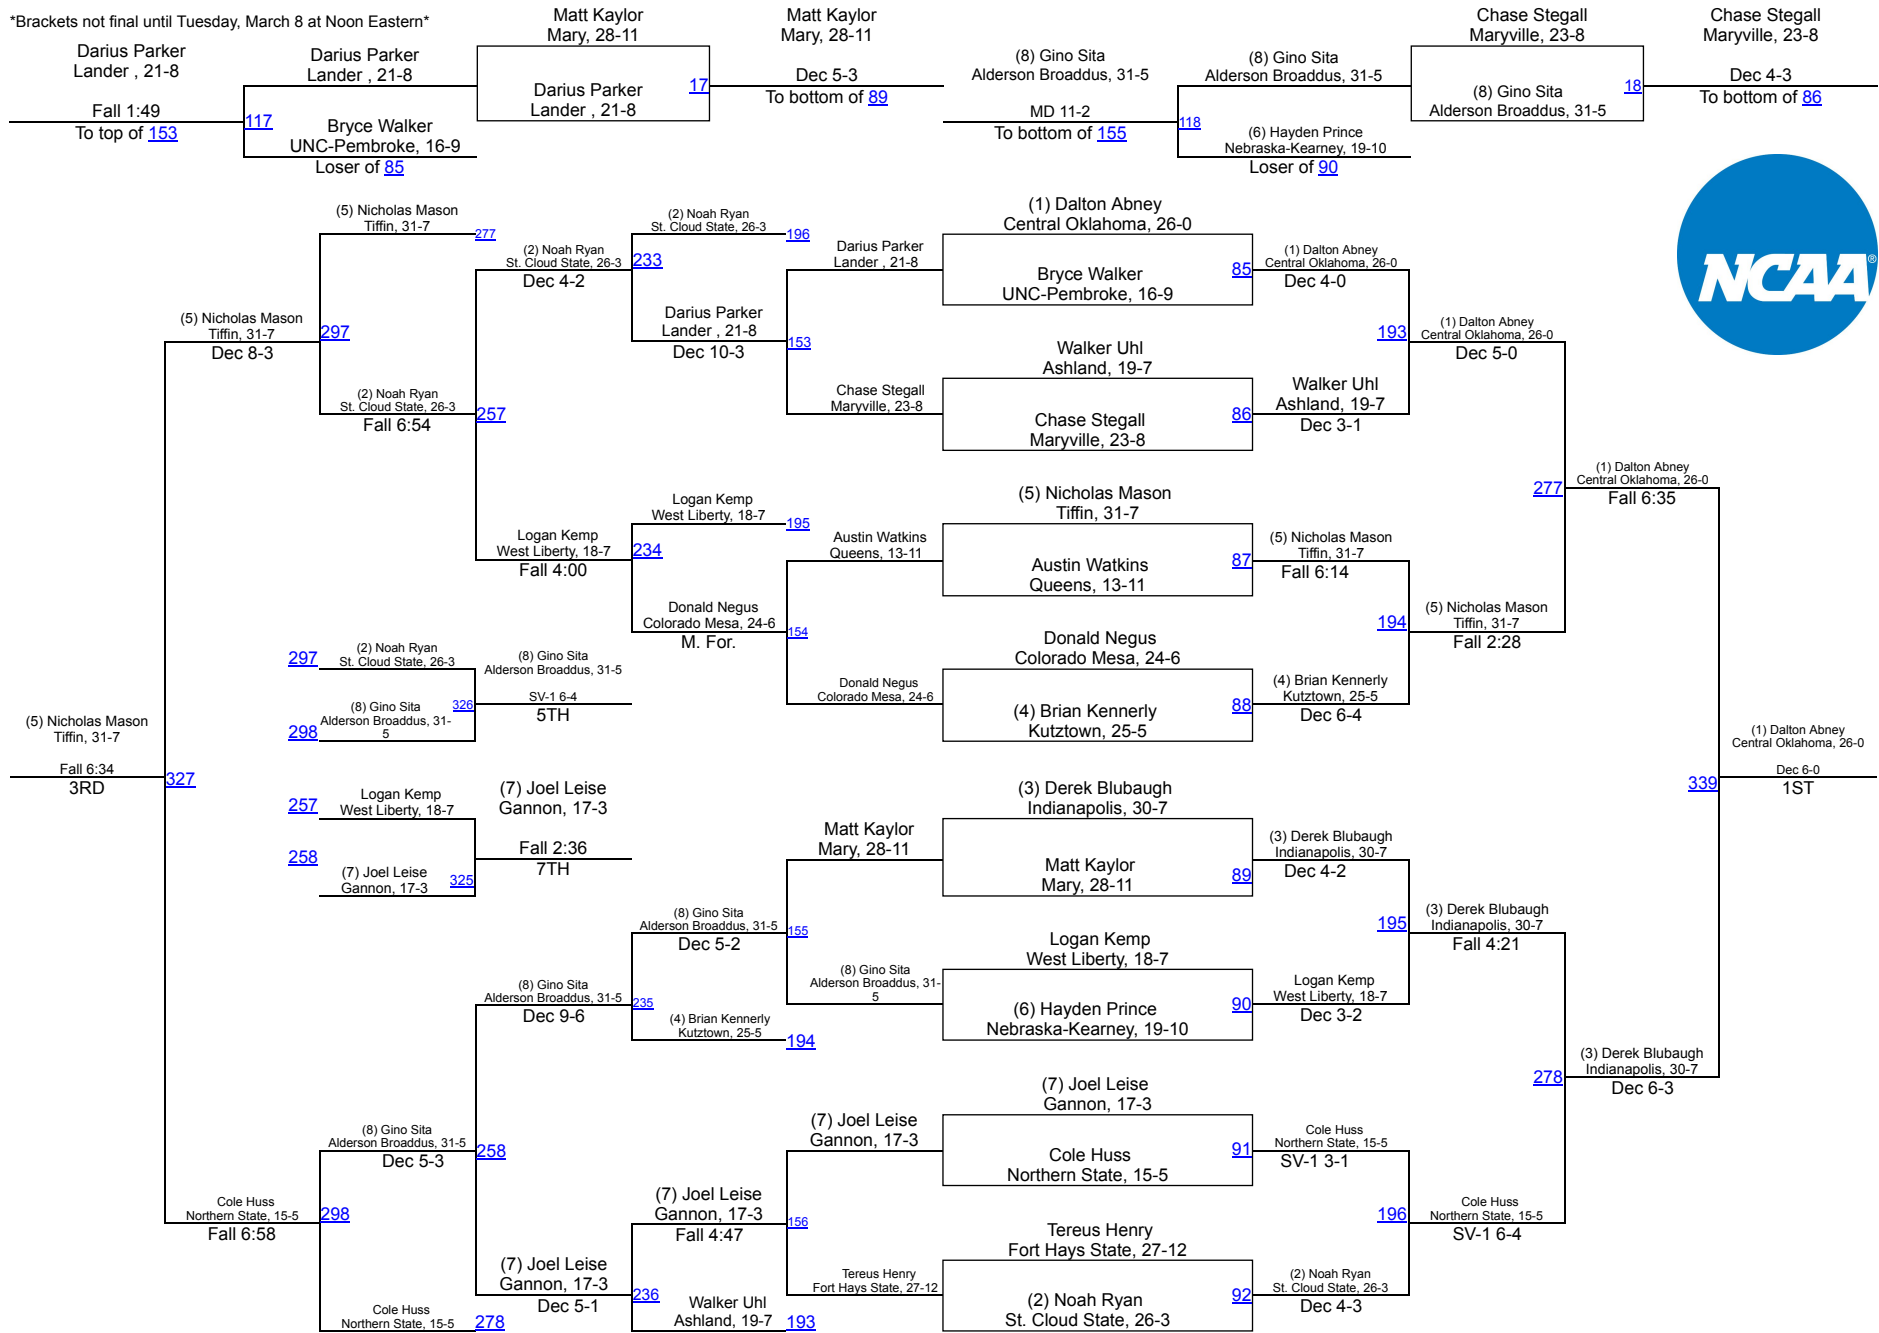 *Brackets not final until Tuesday, March 8 at Noon Eastern*
Darius Parker
Lander , 21-8
Fall 1:49
To top of 153
Darius Parker
Lander , 21-8
117
Bryce Walker
UNC-Pembroke, 16-9
Loser of 85
Matt Kaylor
Mary, 28-11
Darius Parker
Lander , 21-8
17
Matt Kaylor
Mary, 28-11
Dec 5-3
To bottom of 89
(8) Gino Sita
Alderson Broaddus, 31-5
MD 11-2
To bottom of 155
(8) Gino Sita
Alderson Broaddus, 31-5
118
(6) Hayden Prince
Nebraska-Kearney, 19-10
Loser of 90
Chase Stegall
Maryville, 23-8
(8) Gino Sita
Alderson Broaddus, 31-5
18
Chase Stegall
Maryville, 23-8
Dec 4-3
To bottom of 86
NCAA®
(1) Dalton Abney
Central Oklahoma, 26-0
Bryce Walker
UNC-Pembroke, 16-9
85
Walker Uhl
Ashland, 19-7
Chase Stegall
Maryville, 23-8
86
(5) Nicholas Mason
Tiffin, 31-7
Austin Watkins
Queens, 13-11
87
Donald Negus
Colorado Mesa, 24-6
(4) Brian Kennerly
Kutztown, 25-5
88
(3) Derek Blubaugh
Indianapolis, 30-7
Matt Kaylor
Mary, 28-11
89
Logan Kemp
West Liberty, 18-7
(6) Hayden Prince
Nebraska-Kearney, 19-10
90
(7) Joel Leise
Gannon, 17-3
Cole Huss
Northern State, 15-5
91
Tereus Henry
Fort Hays State, 27-12
(2) Noah Ryan
St. Cloud State, 26-3
92
(1) Dalton Abney
Central Oklahoma, 26-0
Dec 4-0
193
Walker Uhl
Ashland, 19-7
Dec 3-1
(5) Nicholas Mason
Tiffin, 31-7
Fall 6:14
194
(4) Brian Kennerly
Kutztown, 25-5
Dec 6-4
(3) Derek Blubaugh
Indianapolis, 30-7
Dec 4-2
195
Logan Kemp
West Liberty, 18-7
Dec 3-2
Cole Huss
Northern State, 15-5
SV-1 3-1
196
(2) Noah Ryan
St. Cloud State, 26-3
Dec 4-3
(1) Dalton Abney
Central Oklahoma, 26-0
Dec 5-0
277
(5) Nicholas Mason
Tiffin, 31-7
Fall 2:28
(3) Derek Blubaugh
Indianapolis, 30-7
Fall 4:21
278
Cole Huss
Northern State, 15-5
SV-1 6-4
(1) Dalton Abney
Central Oklahoma, 26-0
Fall 6:35
339
(3) Derek Blubaugh
Indianapolis, 30-7
Dec 6-3
(1) Dalton Abney
Central Oklahoma, 26-0
Dec 6-0
1ST
Darius Parker
Lander , 21-8
153
Chase Stegall
Maryville, 23-8
Austin Watkins
Queens, 13-11
154
Donald Negus
Colorado Mesa, 24-6
Matt Kaylor
Mary, 28-11
155
(8) Gino Sita
Alderson Broaddus, 31-
5
(7) Joel Leise
Gannon, 17-3
156
Tereus Henry
Fort Hays State, 27-12
(2) Noah Ryan
St. Cloud State, 26-3
196
233
Darius Parker
Lander , 21-8
Dec 10-3
Logan Kemp
West Liberty, 18-7
195
234
Donald Negus
Colorado Mesa, 24-6
M. For.
(8) Gino Sita
Alderson Broaddus, 31-5
Dec 5-2
235
(4) Brian Kennerly
Kutztown, 25-5
194
(7) Joel Leise
Gannon, 17-3
Fall 4:47
236
Walker Uhl
Ashland, 19-7
193
(2) Noah Ryan
St. Cloud State, 26-3
Dec 4-2
257
Logan Kemp
West Liberty, 18-7
Fall 4:00
(8) Gino Sita
Alderson Broaddus, 31-5
Dec 9-6
258
(7) Joel Leise
Gannon, 17-3
Dec 5-1
(5) Nicholas Mason
Tiffin, 31-7
277
297
(2) Noah Ryan
St. Cloud State, 26-3
Fall 6:54
(8) Gino Sita
Alderson Broaddus, 31-5
Dec 5-3
298
Cole Huss
Northern State, 15-5
278
(5) Nicholas Mason
Tiffin, 31-7
Dec 8-3
327
Cole Huss
Northern State, 15-5
Fall 6:58
(5) Nicholas Mason
Tiffin, 31-7
Fall 6:34
3RD
297
(2) Noah Ryan
St. Cloud State, 26-3
298
(8) Gino Sita
Alderson Broaddus, 31-
5
326
(8) Gino Sita
Alderson Broaddus, 31-5
SV-1 6-4
5TH
257
Logan Kemp
West Liberty, 18-7
258
(7) Joel Leise
Gannon, 17-3
325
(7) Joel Leise
Gannon, 17-3
Fall 2:36
7TH